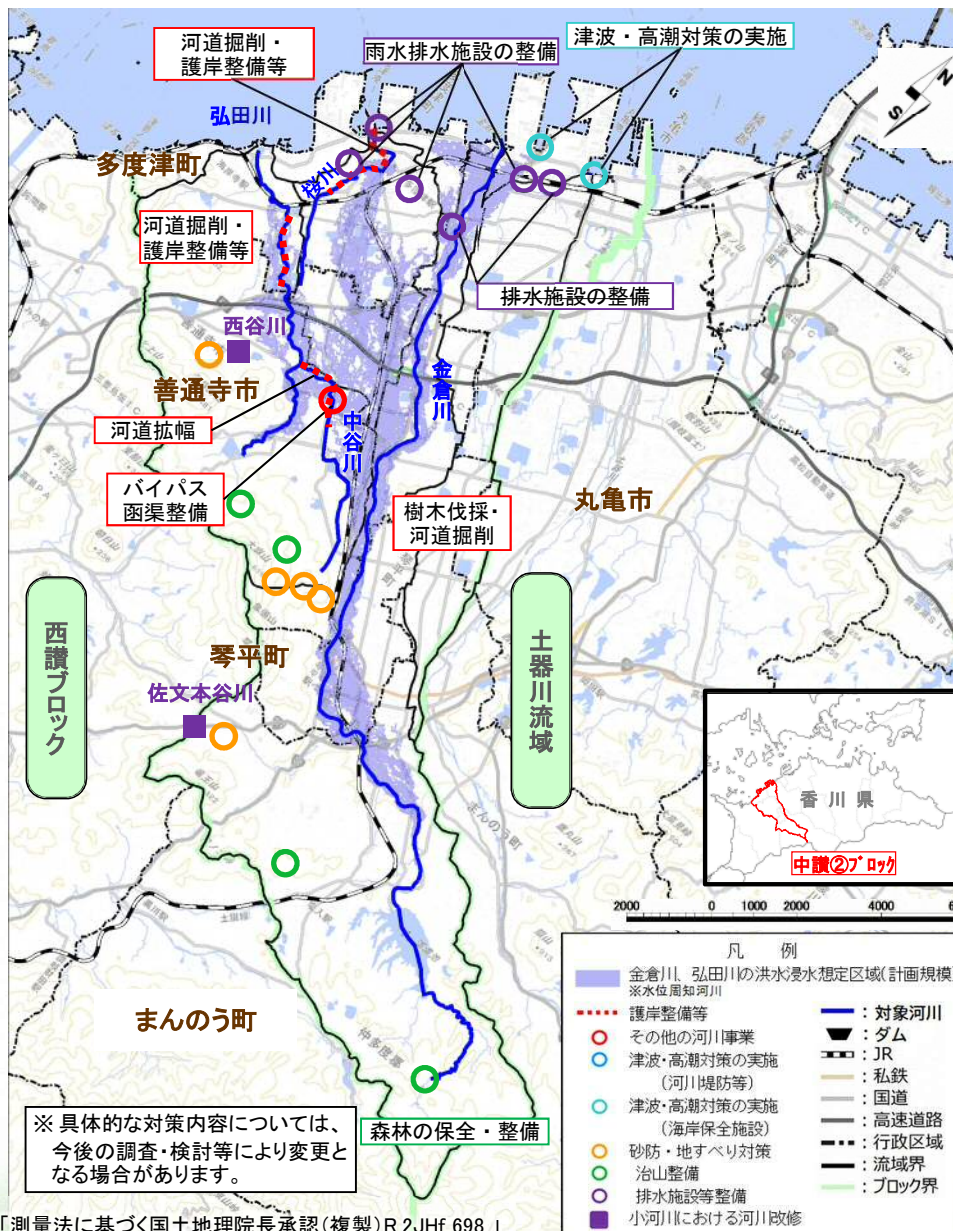 河道掘削・
護岸整備等
雨水排水施設の整備
津波・高潮対策の実施
N
S
弘田川
多度津町
桜川
河道掘削・
護岸整備等
排水施設の整備
西谷川
善通寺市
金倉川
河道拡幅
中谷川
バイパス
函渠整備
樹木伐採・
河道掘削
丸亀市
西讃ブロック
土器川流域
琴平町
佐文本谷川
香川県
中讃②ブロック
2000 0 2000 4000
まんのう町
仲多度郡
まんのう町
森林の保全・整備
※ 具体的な対策内容については、
今後の調査・検討等により変更と
なる場合があります。
凡 例
金倉川、弘田川の洪水浸水想定区域(計画規模)
※水位周知河川
護岸整備等
その他の河川事業
津波・高潮対策の実施
(河川堤防等)
津波・高潮対策の実施
(海岸保全施設)
砂防・地すべり対策
治山整備
排水施設等整備
小河川における河川改修
：対象河川
：ダム
：JR
：私鉄
：国道
：高速道路
：行政区域
：流域界
：ブロック界
「測量法に基づく国土地理院長承認(複製)R 2JHf 698 」